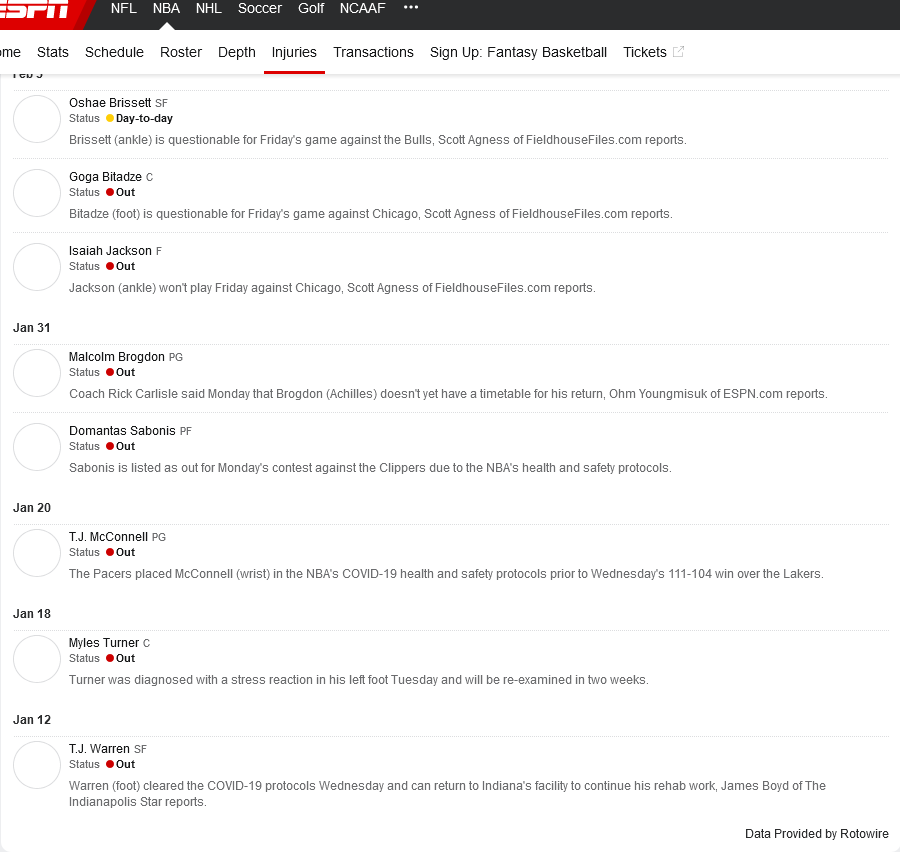 ESPN NFL NBA NHL Soccer Golf NCAAF •••
ome Stats Schedule Roster Depth Injuries Transactions Sign Up: Fantasy Basketball Tickets
Feb 3
Oshae Brissett SF
Status Day-to-day
Brissett (ankle) is questionable for Friday's game against the Bulls, Scott Agness of FieldhouseFiles.com reports.
Goga Bitadze C
Status Out
Bitadze (foot) is questionable for Friday's game against Chicago, Scott Agness of FieldhouseFiles.com reports.
Isaiah Jackson F
Status Out
Jackson (ankle) won't play Friday against Chicago, Scott Agness of FieldhouseFiles.com reports.
Jan 31
Malcolm Brogdon PG
Status Out
Coach Rick Carlisle said Monday that Brogdon (Achilles) doesn't yet have a timetable for his return, Ohm Youngmisuk of ESPN.com reports.
Domantas Sabonis PF
Status Out
Sabonis is listed as out for Monday's contest against the Clippers due to the NBA's health and safety protocols.
Jan 20
T.J. McConnell PG
Status Out
The Pacers placed McConnell (wrist) in the NBA's COVID-19 health and safety protocols prior to Wednesday's 111-104 win over the Lakers.
Jan 18
Myles Turner C
Status Out
Turner was diagnosed with a stress reaction in his left foot Tuesday and will be re-examined in two weeks.
Jan 12
T.J. Warren SF
Status Out
Warren (foot) cleared the COVID-19 protocols Wednesday and can return to Indiana's facility to continue his rehab work, James Boyd of The
Indianapolis Star reports.
Data Provided by Rotowire